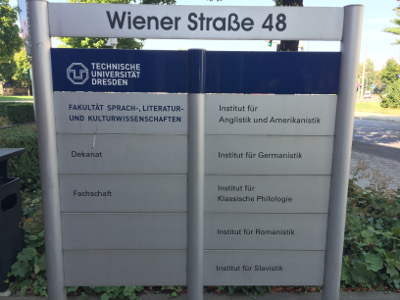 Wiener Straße 48
TECHNISCHE
UNIVERSITÄT
DRESDEN
FAKULTÄT SPRACH-, LITERATUR-
UND KULTURWISSENSCHAFTEN
Dekanat
Fachschaft
Institut für
Anglistik und Amerikanistik
Institut für Germanistik
Institut für
Klassische Philologie
Institut für Romanistik
Institut für Slavistik